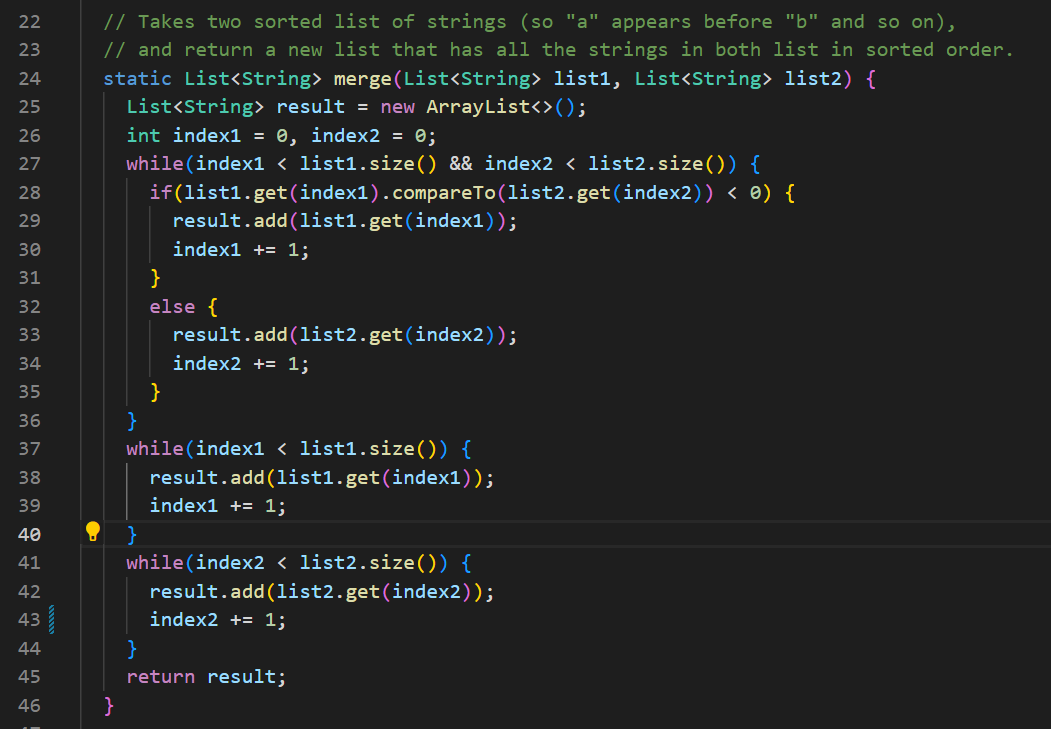 22 // Takes two sorted list of strings (so "a" appears before "b" and so on),
23 // and return a new list that has all the strings in both list in sorted order.
24 static List<String> merge(List<String> list1, List<String> list2) {
25 List<String> result = new ArrayList<>();
26 int index1 = 0, index2 = 0;
27 while(index1 < list1.size() && index2 < list2.size()) {
28 if(list1.get(index1).compareTo(list2.get(index2)) < 0) {
29 result.add(list1.get(index1));
30 index1 += 1;
31 }
32 else {
33 result.add(list2.get(index2));
34 index2 += 1;
35 }
36 }
37 while(index1 < list1.size()) {
38 result.add(list1.get(index1));
39 index1 += 1;
40 }
41 while(index2 < list2.size()) {
42 result.add(list2.get(index2));
43 index2 += 1;
44 }
45 return result;
46 }